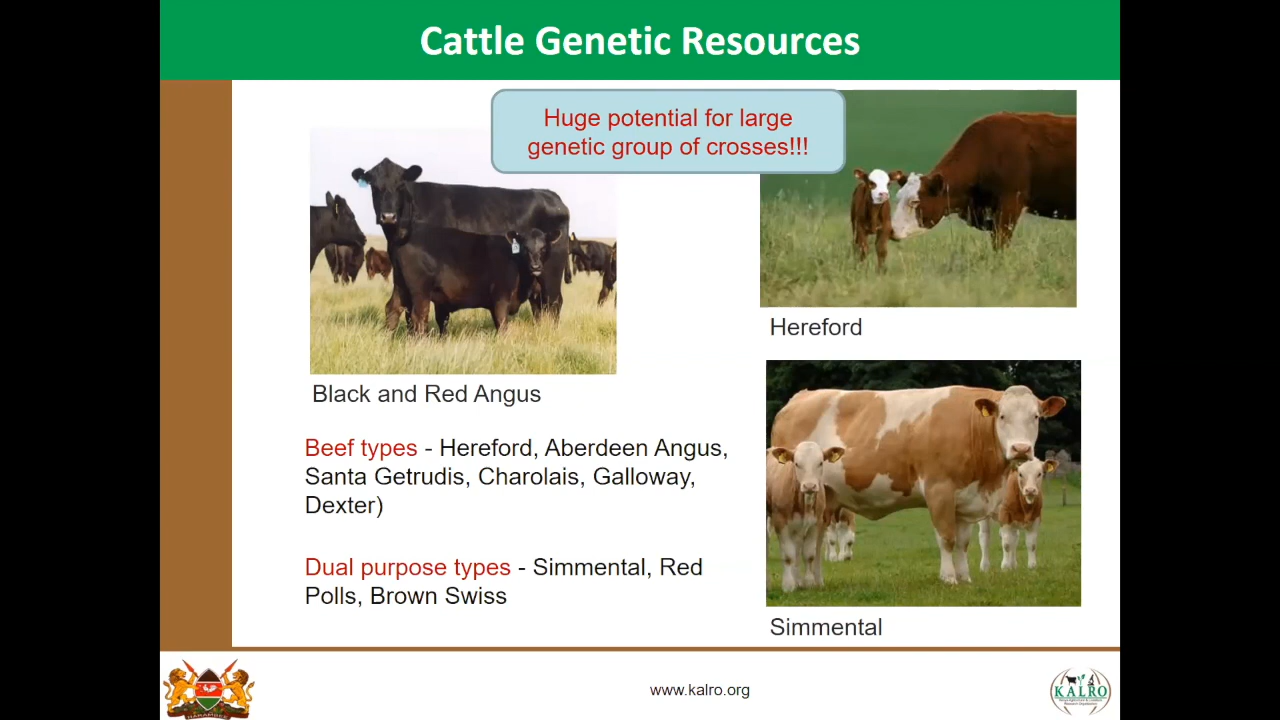 Cattle Genetic Resources
Huge potential for large
genetic group of crosses!!!
Hereford
Black and Red Angus
Beef types - Hereford, Aberdeen Angus,
Santa Getrudis, Charolais, Galloway,
Dexter)
Dual purpose types - Simmental, Red
Polls, Brown Swiss
Simmental
HARAMBEE
www.kalro.org
KALRO